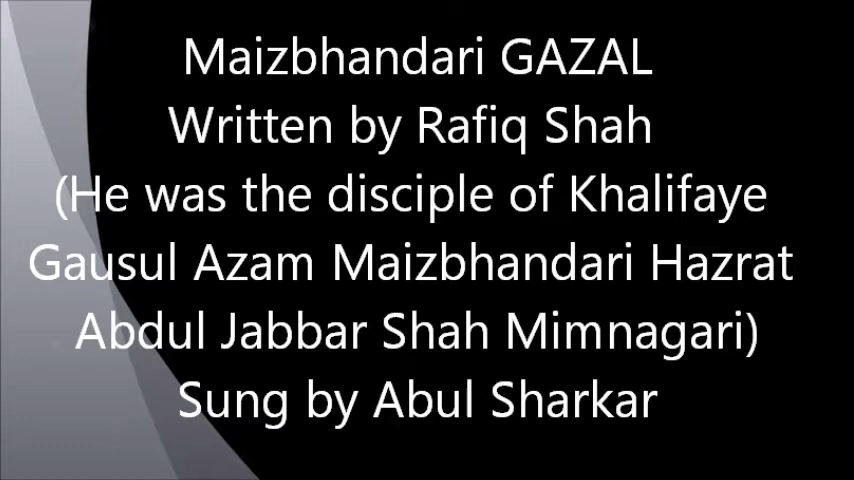 Maizbhandari GAZAL
Written by Rafiq Shah
(He was the disciple of Khalifaye
Gausul Azam Maizbhandari Hazrat
Abdul Jabbar Shah Mimnagari)
Sung by Abul Sharkar